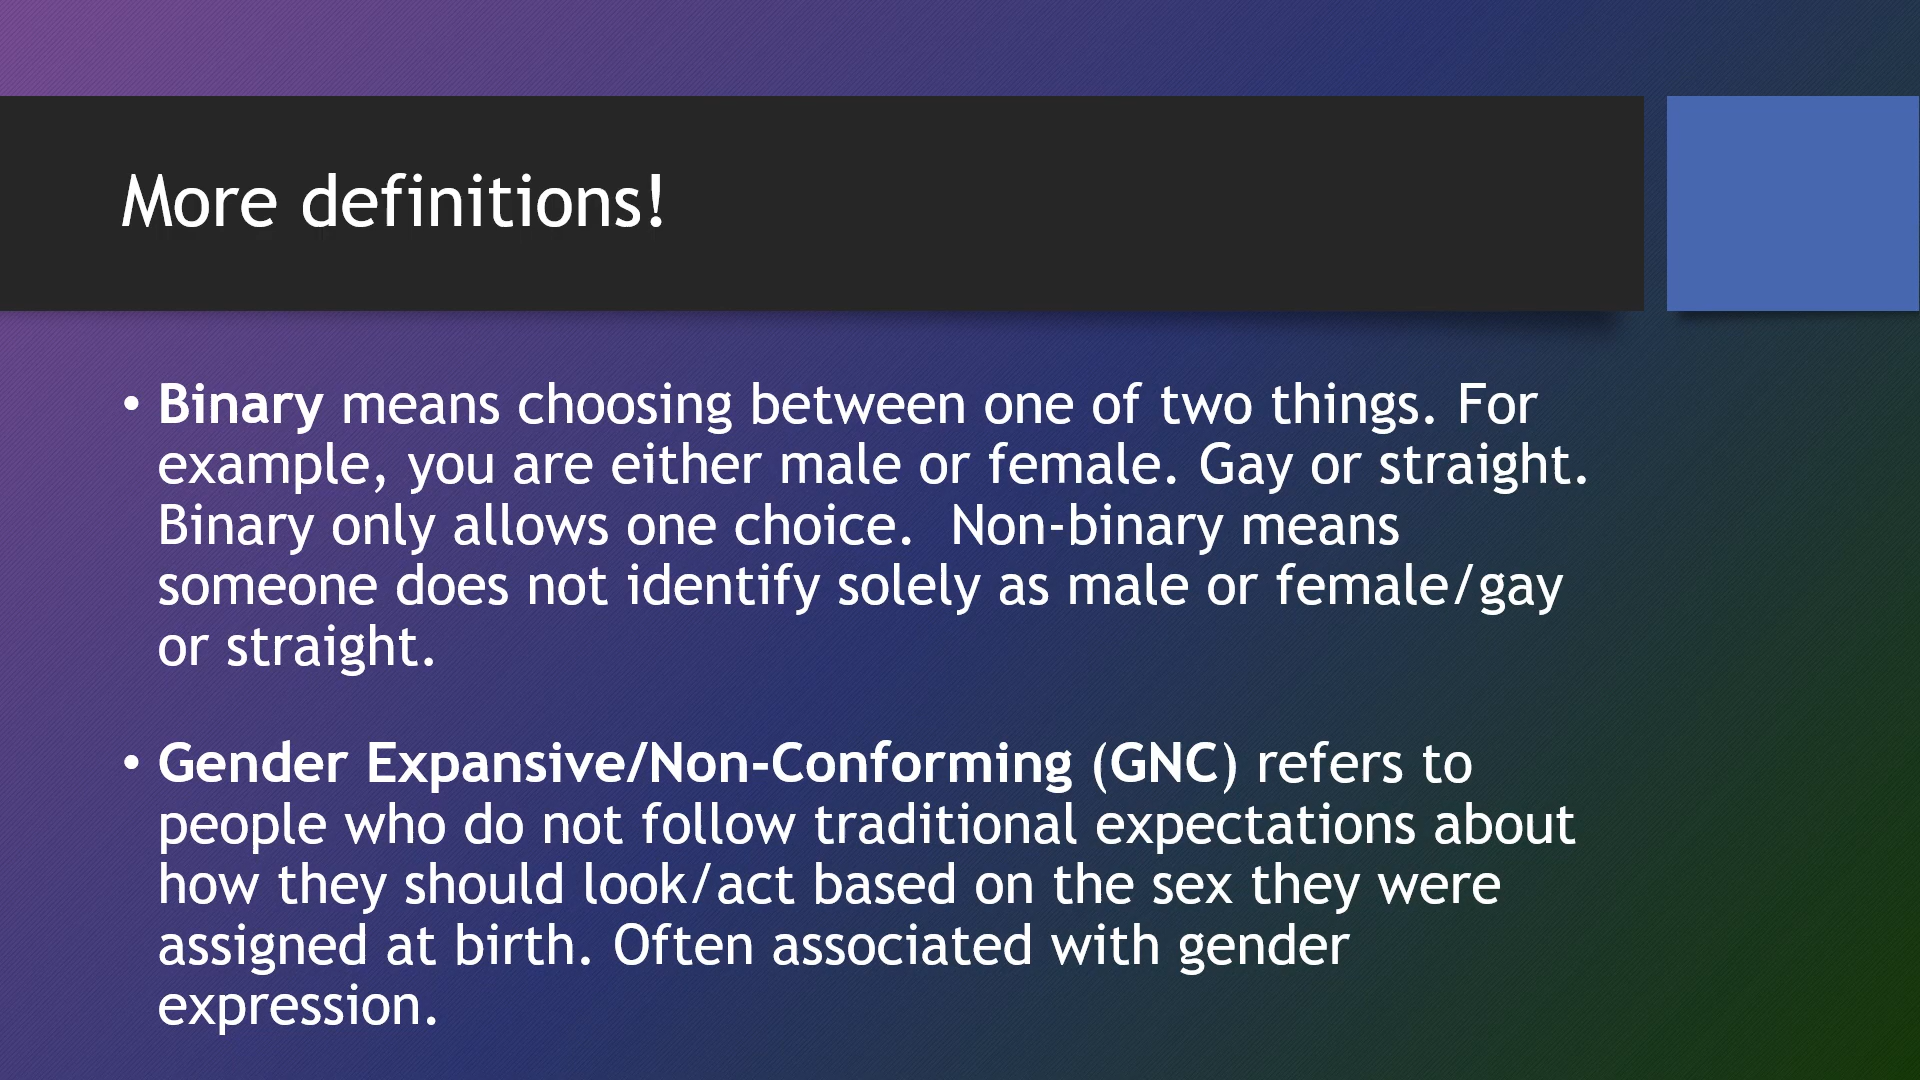 More definitions!
• Binary means choosing between one of two things. For
example, you are either male or female. Gay or straight.
Binary only allows one choice.  Non-binary means
someone does not identify solely as male or female/gay
or straight.
• Gender Expansive/Non-Conforming (GNC) refers to
people who do not follow traditional expectations about
how they should look/act based on the sex they were
assigned at birth. Often associated with gender
expression.